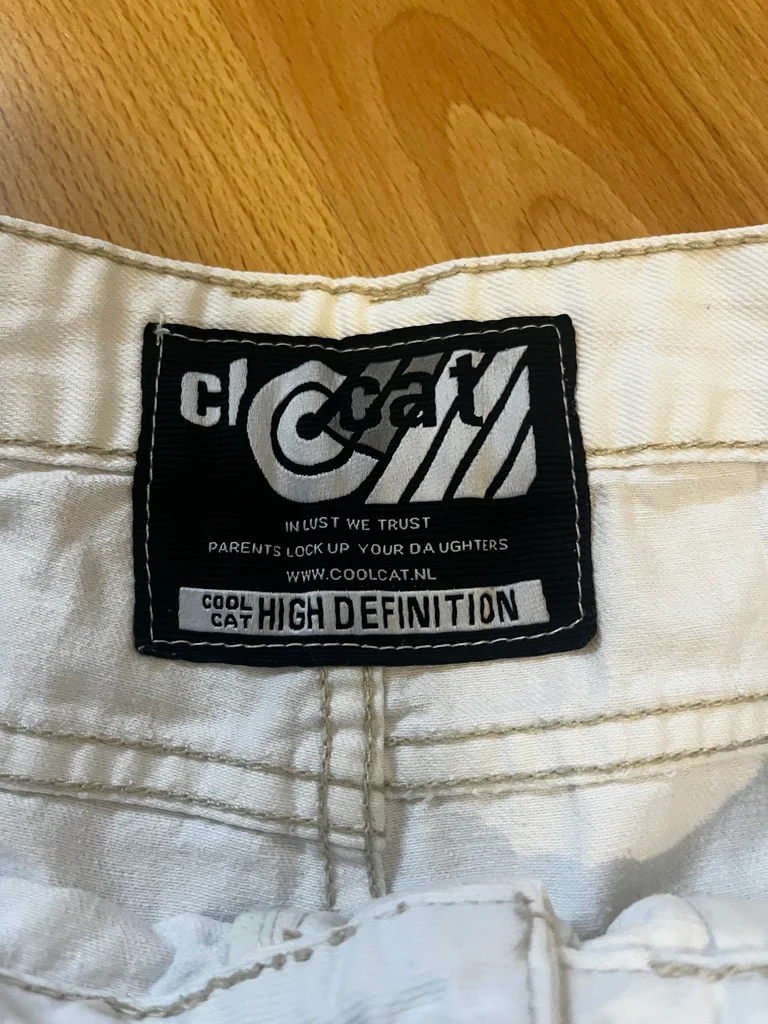 cl cat
IN LUST WE TRUST
PARENTS LOCK UP YOUR DAUGHTERS
WWW.COOLCAT.NL
COOL CAT HIGH DEFINITION